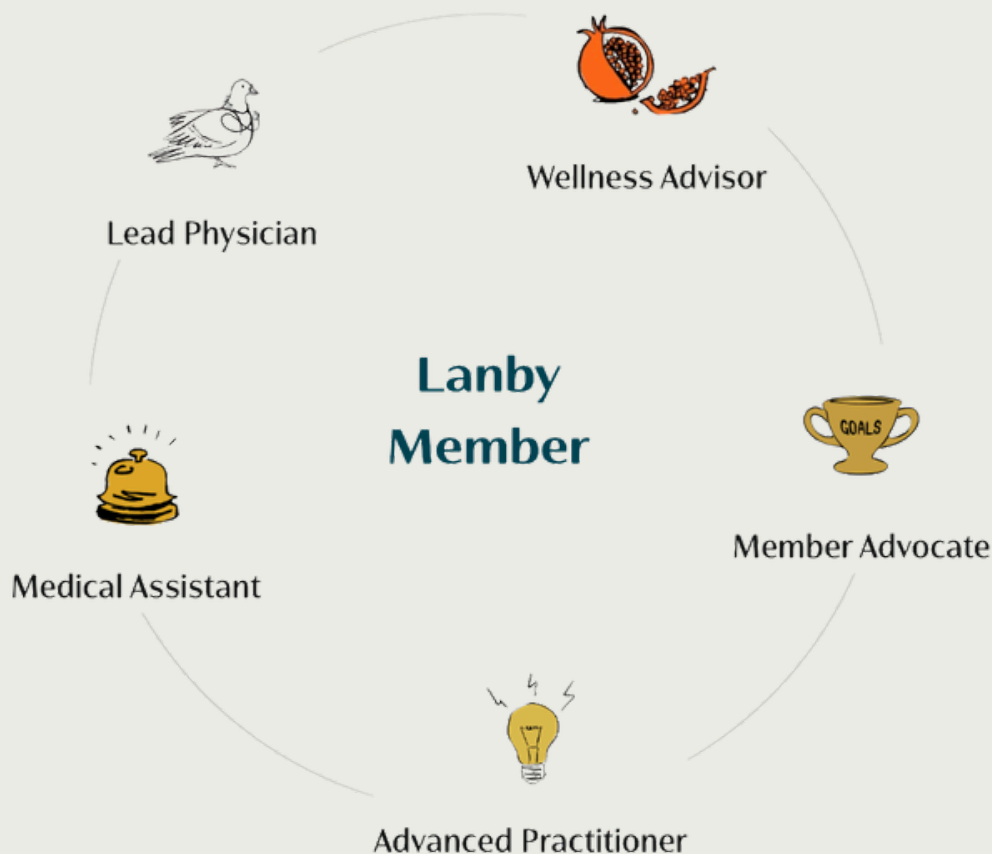 Wellness Advisor
Lead Physician
Lanby
Member
GOALS
Member Advocate
Medical Assistant
Advanced Practitioner